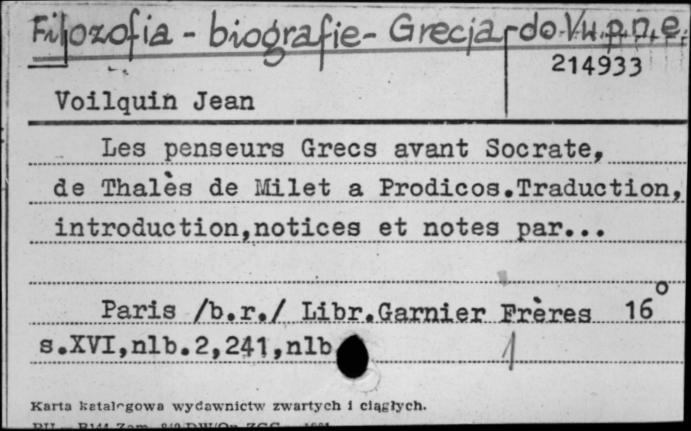 Filozofia - biografie - Grecja - do V w. p. n. e.
214933
Voilquin Jean
Les penseurs Grecs avant Socrate,
de Thalès de Milet a Prodicos.Traduction,
introduction,notices et notes par...
Paris /b.r./ Libr.Garnier Frères 16°
s.XVI,nlb.2,241,nlb
1
Karta katalogowa wydawnictw zwartych i ciągłych.